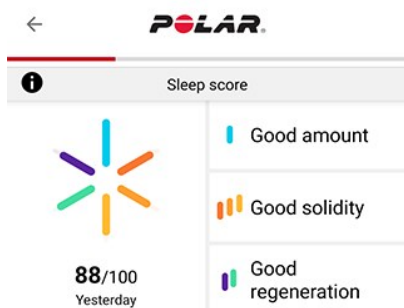 POLAR.
Sleep score
Good amount
Good solidity
88/100
Yesterday
Good
regeneration